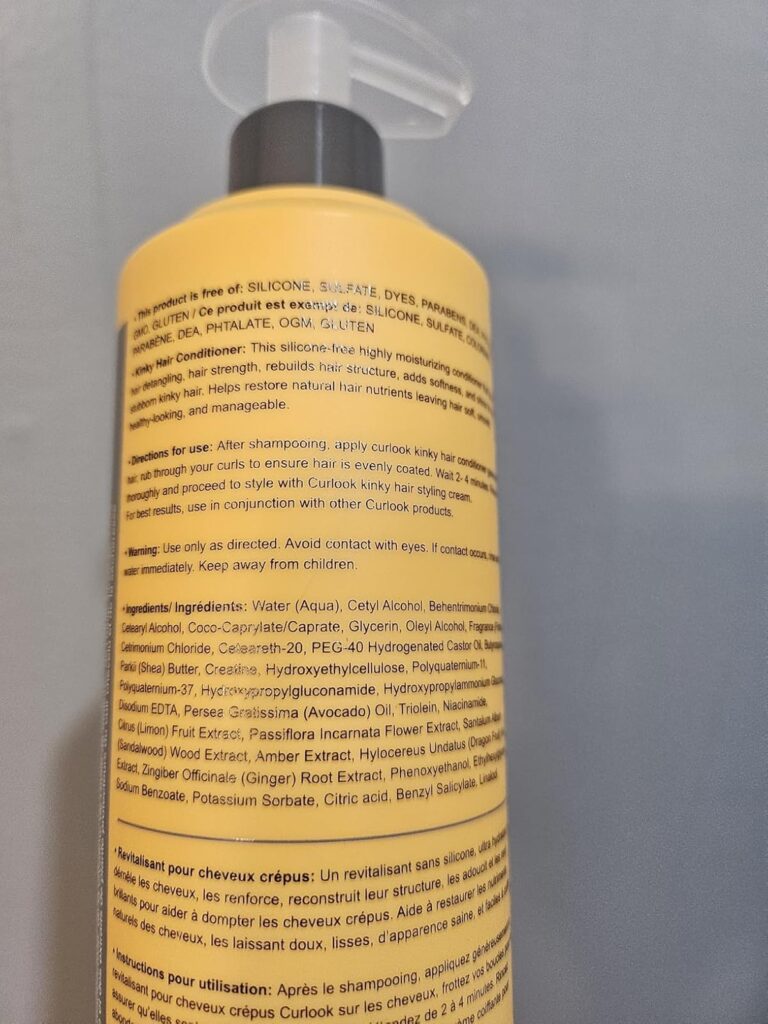 • This product is free of: SILICONE, SULFATE, DYES, PARABENS, DEA,
GMO, GLUTEN / Ce produit est exempt de: SILICONE, SULFATE,
PARABÈNE, DEA, PHTALATE, OGM, GLUTEN
• Kinky Hair Conditioner: This silicone-free highly moisturizing conditioner
hair detangling, hair strength, rebuilds hair structure, adds softness, and
stubborn kinky hair. Helps restore natural hair nutrients leaving hair soft,
healthy-looking, and manageable.
• Directions for use: After shampooing, apply curlook kinky hair conditioner
hair, rub through your curls to ensure hair is evenly coated. Wait 2- 4 minutes.
thoroughly and proceed to style with Curlook kinky hair styling cream.
For best results, use in conjunction with other Curlook products.
• Warning: Use only as directed. Avoid contact with eyes. If contact occurs,
water immediately. Keep away from children.
• Ingredients/ Ingrédients: Water (Aqua), Cetyl Alcohol, Behentrimonium
Cetearyl Alcohol, Coco-Caprylate/Caprate, Glycerin, Oleyl Alcohol, Fragrance
Cetrimonium Chloride, Ceteareth-20, PEG-40 Hydrogenated Castor Oil,
Parkii (Shea) Butter, Creatine, Hydroxyethylcellulose, Polyquaternium-11,
Polyquaternium-37, Hydroxypropylgluconamide, Hydroxypropylammonium
Disodium EDTA, Persea Gratissima (Avocado) Oil, Triolein, Niacinamide,
Citrus (Limon) Fruit Extract, Passiflora Incarnata Flower Extract, Santalum
(Sandalwood) Wood Extract, Amber Extract, Hylocereus Undatus (Dragon
Extract, Zingiber Officinale (Ginger) Root Extract, Phenoxyethanol,
Sodium Benzoate, Potassium Sorbate, Citric acid, Benzyl Salicylate, Linalool
• Revitalisant pour cheveux crépus: Un revitalisant sans silicone, ultra
démêle les cheveux, les renforce, reconstruit leur structure, les adoucit et les
brillants pour aider à dompter les cheveux crépus. Aide à restaurer les nutriments
naturels des cheveux, les laissant doux, lisses, d'apparence saine, et faciles à
• Instructions pour utilisation: Après le shampooing, appliquez généreusement
revitalisant pour cheveux crépus Curlook sur les cheveux, frottez vos boucles
assurer qu'elles de 2 à 4 minutes.